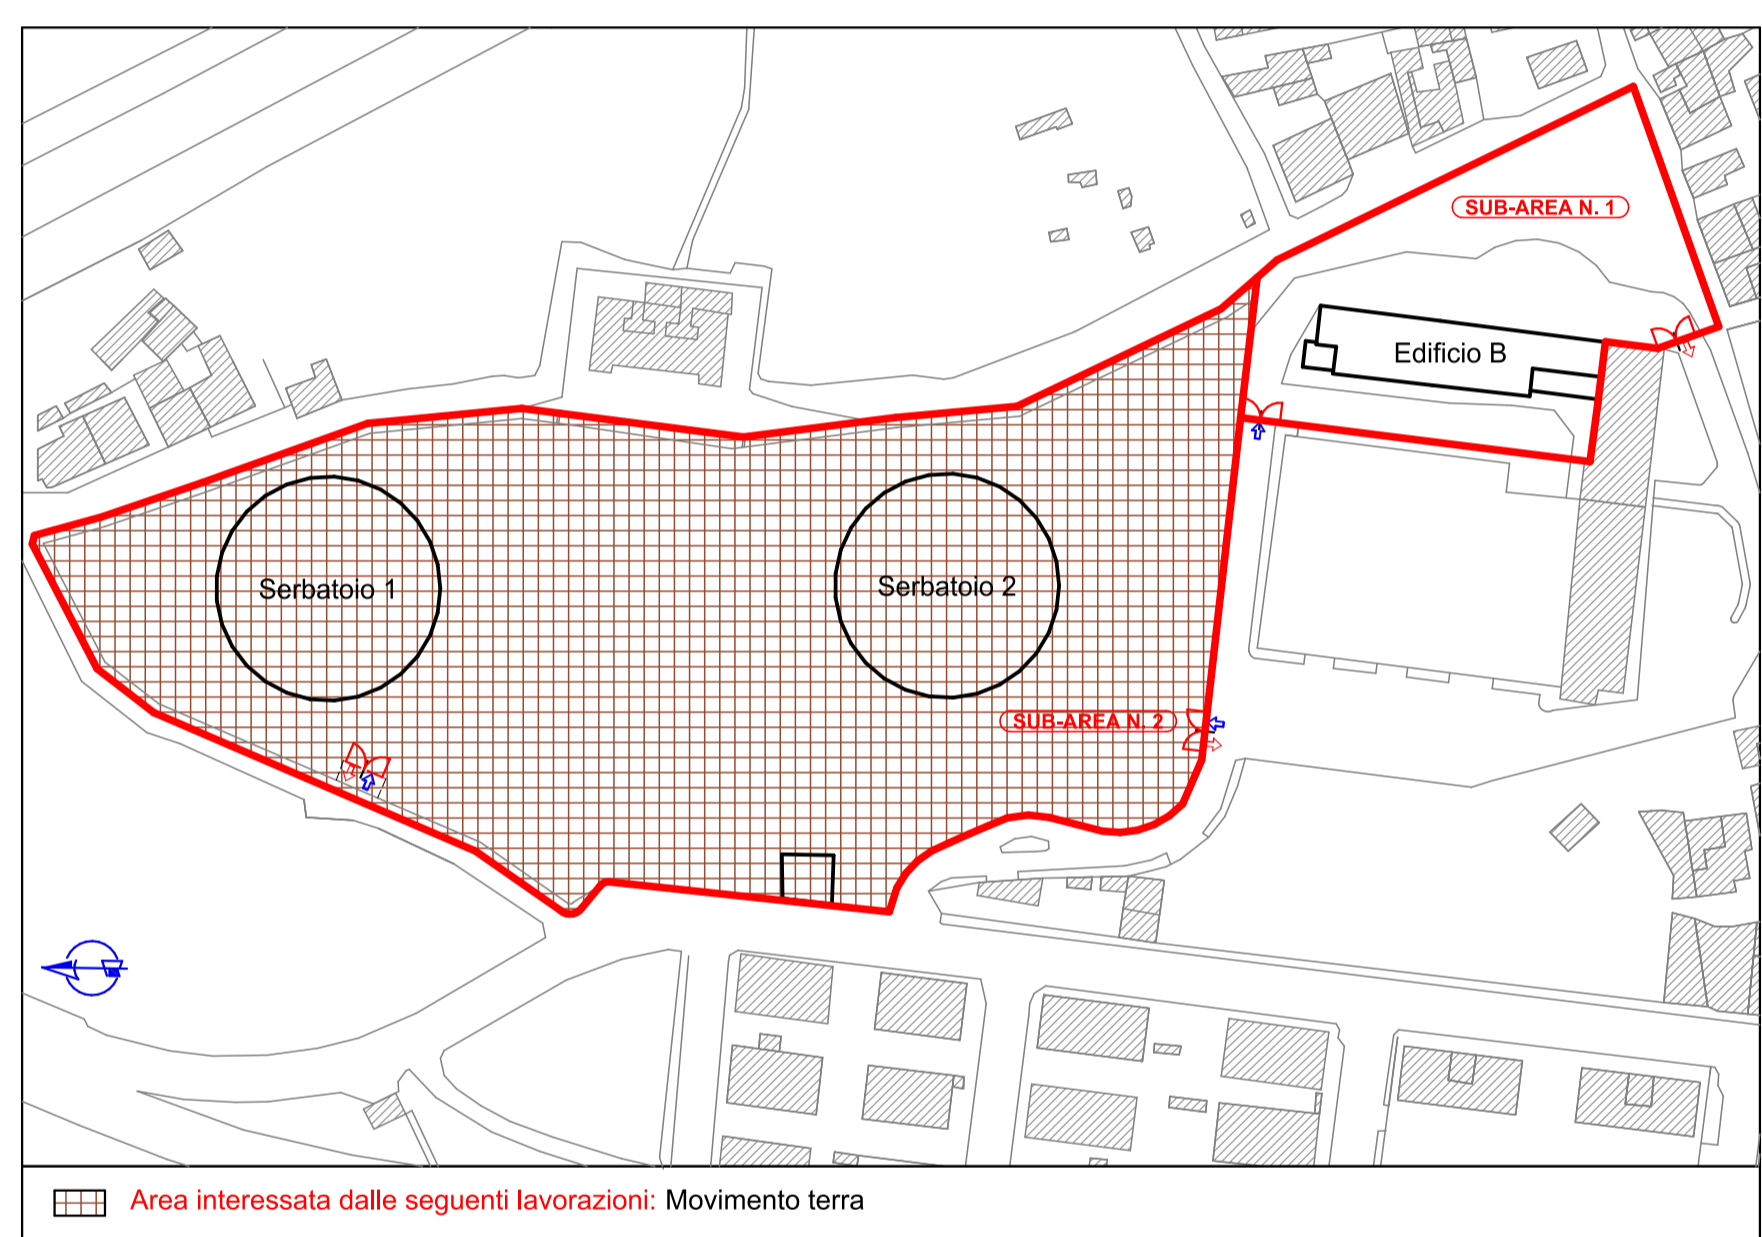 SUB-AREA N. 1
Edificio B
Serbatoio 1
Serbatoio 2
SUB-AREA N. 2
Area interessata dalle seguenti lavorazioni: Movimento terra